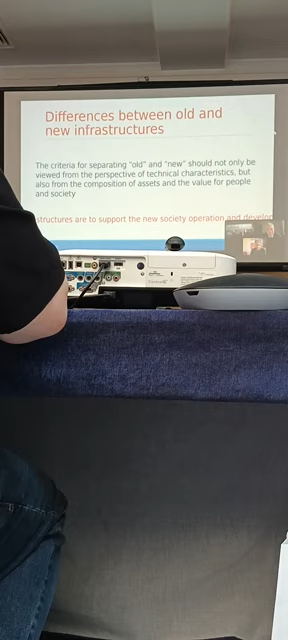 Differences between old and
new infrastructures
The criteria for separating "old" and "new" should not only be
viewed from the perspective of technical characteristics, but
also from the composition of assets and the value for people
and society
structures are to support the new society operation and develop